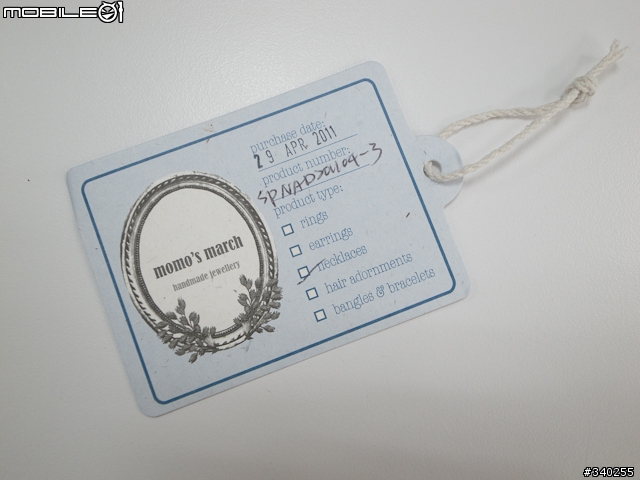 MOBILE01
purchase date:
29 APR 2011
product number:
SPNAD20104-3
product type:
rings
earrings
necklaces
hair adornments
bangles & bracelets
momo's march
handmade jewellery
#340255